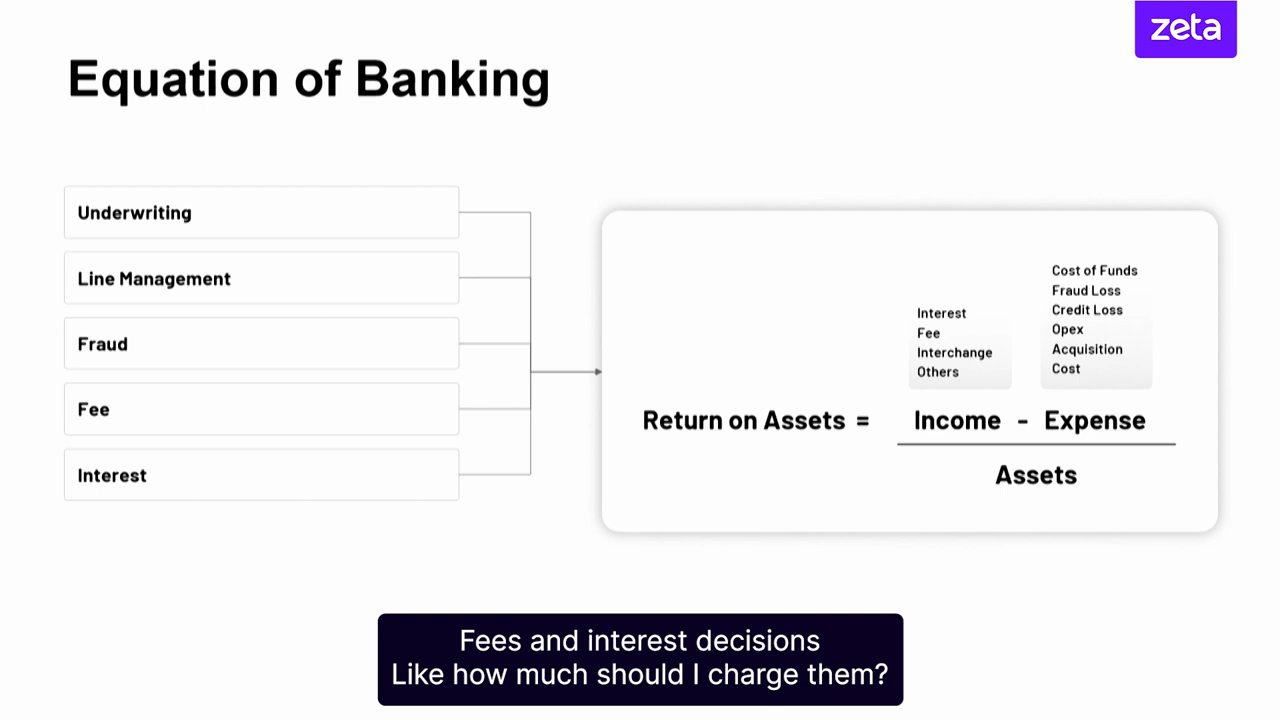 zeta
Equation of Banking
Underwriting
Line Management
Fraud
Fee
Interest
Cost of Funds
Fraud Loss
Credit Loss
Opex
Acquisition
Cost
Interest
Fee
Interchange
Others
Return on Assets = Income - Expense
Assets
Fees and interest decisions
Like how much should I charge them?